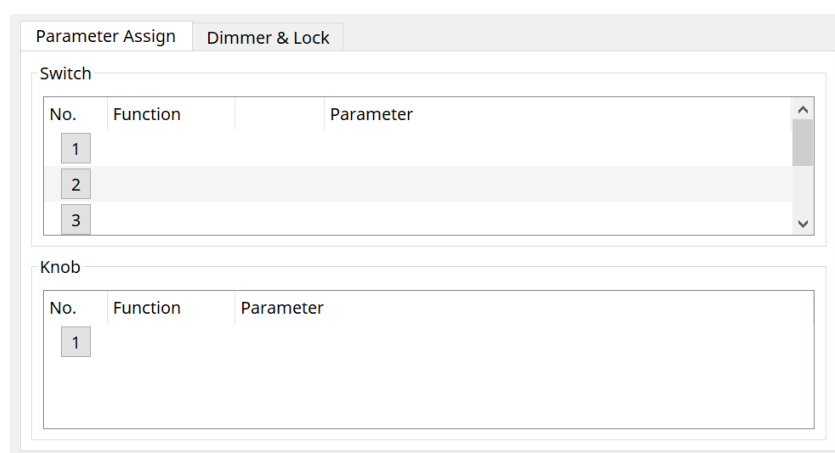 Parameter Assign Dimmer & Lock
Switch
No. Function Parameter
1
2
3
Knob
No. Function Parameter
1